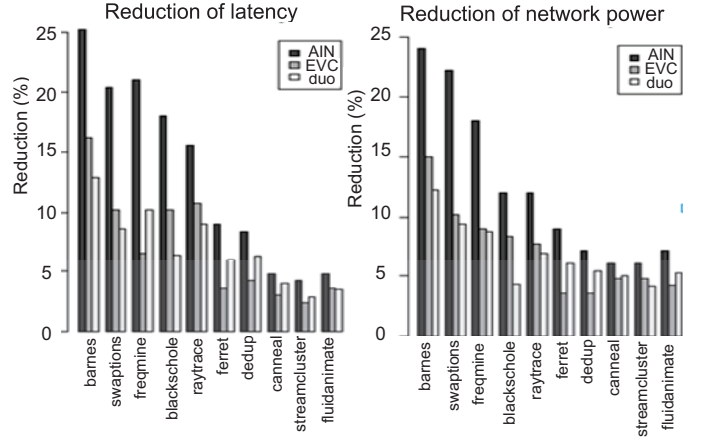 Reduction of latency
Reduction (%)
25
20
15
10
5
0
AIN
EVC
duo
barnes
swaptions
freqmine
blackschole
raytrace
ferret
dedup
canneal
streamcluster
fluidanimate
Reduction of network power
Reduction (%)
25
20
15
10
5
0
AIN
EVC
duo
barnes
swaptions
freqmine
blackschole
raytrace
ferret
dedup
canneal
streamcluster
fluidanimate